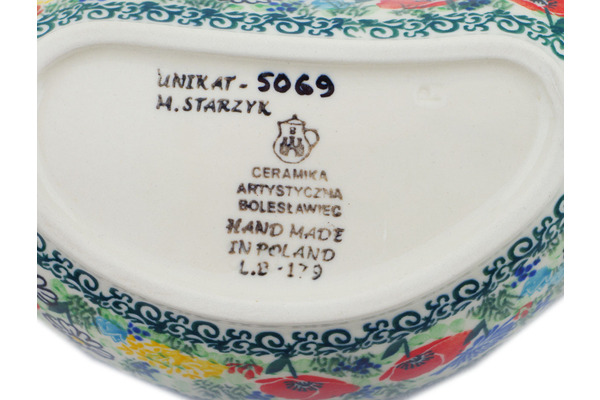 UNIKAT - 5069
M. STARZYK
CERAMIKA
ARTYSTYCZNA
BOLESŁAWIEC
HAND MADE
IN POLAND
L.B - 179